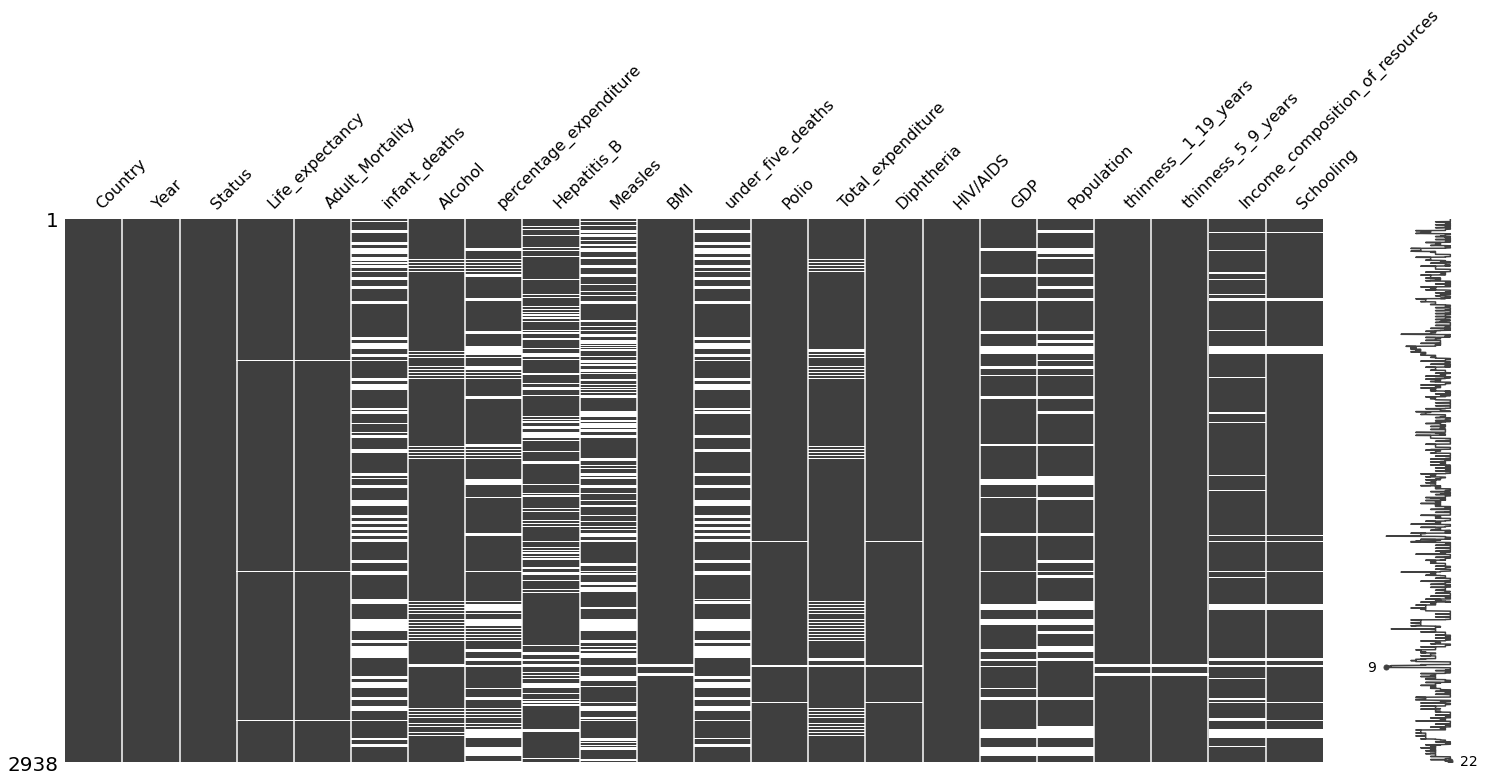 Country
Year
Status
Life_expectancy
Adult_Mortality
infant_deaths
Alcohol
percentage_expenditure
Hepatitis_B
Measles
BMI
under_five_deaths
Polio
Total_expenditure
Diphtheria
HIV/AIDS
GDP
Population
thinness__1_19_years
thinness_5_9_years
Income_composition_of_resources
Schooling
1
9
2938
22